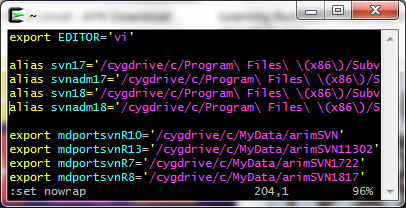 ~
export EDITOR='vi'
alias svn17='/cygdrive/c/Program\ Files\ \(x86\)/Subv
alias svnadm17='/cygdrive/c/Program\ Files\ \(x86\)/S
alias svn18='/cygdrive/c/Program\ Files\ \(x86\)/Subv
alias svnadm18='/cygdrive/c/Program\ Files\ \(x86\)/S
export mdportsvnR10='/cygdrive/c/MyData/arimSVN'
export mdportsvnR13='/cygdrive/c/MyData/arimSVN11302'
export mdportsvnR7='/cygdrive/c/MyData/arimSVN1722'
export mdportsvnR8='/cygdrive/c/MyData/arimSVN1817'
:set nowrap 204,1 96%